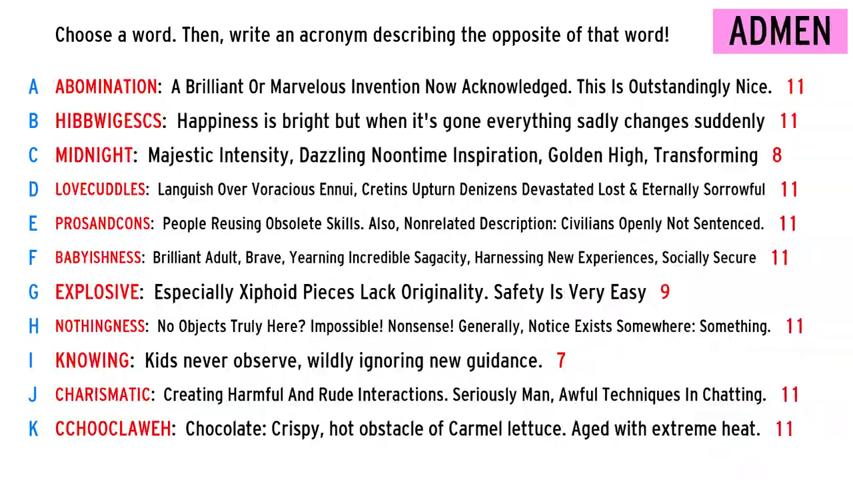 Choose a word. Then, write an acronym describing the opposite of that word!
ADMEN
A ABOMINATION: A Brilliant Or Marvelous Invention Now Acknowledged. This Is Outstandingly Nice. 11
B HIBBWIGESCS: Happiness is bright but when it's gone everything sadly changes suddenly 11
C MIDNIGHT: Majestic Intensity, Dazzling Noontime Inspiration, Golden High, Transforming 8
D LOVECUDDLES: Languish Over Voracious Ennui, Cretins Upturn Denizens Devastated Lost & Eternally Sorrowful 11
E PROSANDCONS: People Reusing Obsolete Skills. Also, Nonrelated Description: Civilians Openly Not Sentenced. 11
F BABYISHNESS: Brilliant Adult, Brave, Yearning Incredible Sagacity, Harnessing New Experiences, Socially Secure 11
G EXPLOSIVE: Especially Xiphoid Pieces Lack Originality. Safety Is Very Easy 9
H NOTHINGNESS: No Objects Truly Here? Impossible! Nonsense! Generally, Notice Exists Somewhere: Something. 11
I KNOWING: Kids never observe, wildly ignoring new guidance. 7
J CHARISMATIC: Creating Harmful And Rude Interactions. Seriously Man, Awful Techniques In Chatting. 11
K CCHOOCLAWEH: Chocolate: Crispy, hot obstacle of Carmel lettuce. Aged with extreme heat. 11